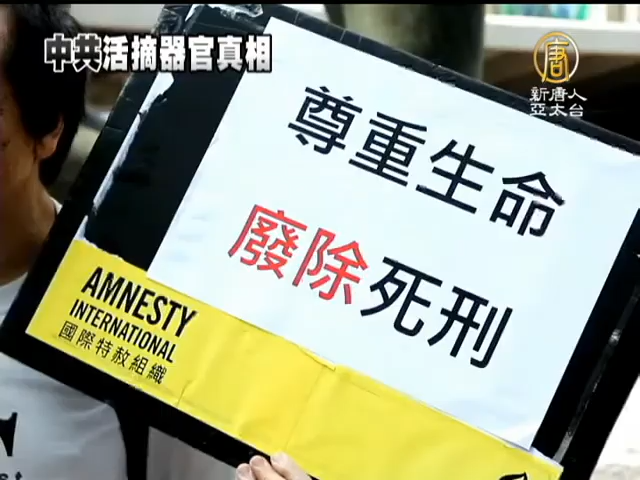 中共活摘器官真相
新唐人
亞太台
尊重生命
廢除死刑
AMNESTY
INTERNATIONAL
國際特赦組織